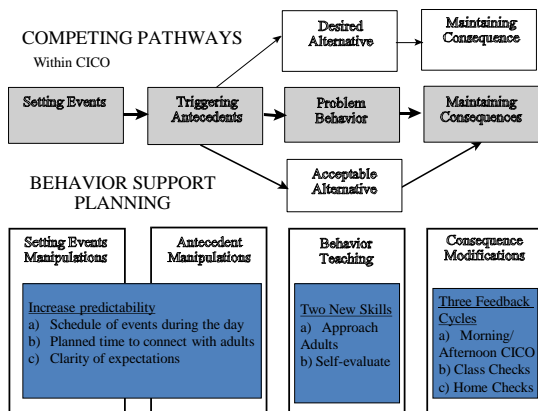 COMPETING PATHWAYS
Within CICO
Desired
Alternative
Maintaining
Consequence
Setting Events
Triggering
Antecedents
Problem
Behavior
Maintaining
Consequences
Acceptable
Alternative
BEHAVIOR SUPPORT
PLANNING
Setting Events
Manipulations
Antecedent
Manipulations
Behavior
Teaching
Consequence
Modifications
Increase predictability
a) Schedule of events during the day
b) Planned time to connect with adults
c) Clarity of expectations
Two New Skills
a) Approach
Adults
b) Self-evaluate
Three Feedback
Cycles
a) Morning/
Afternoon CICO
b) Class Checks
c) Home Checks